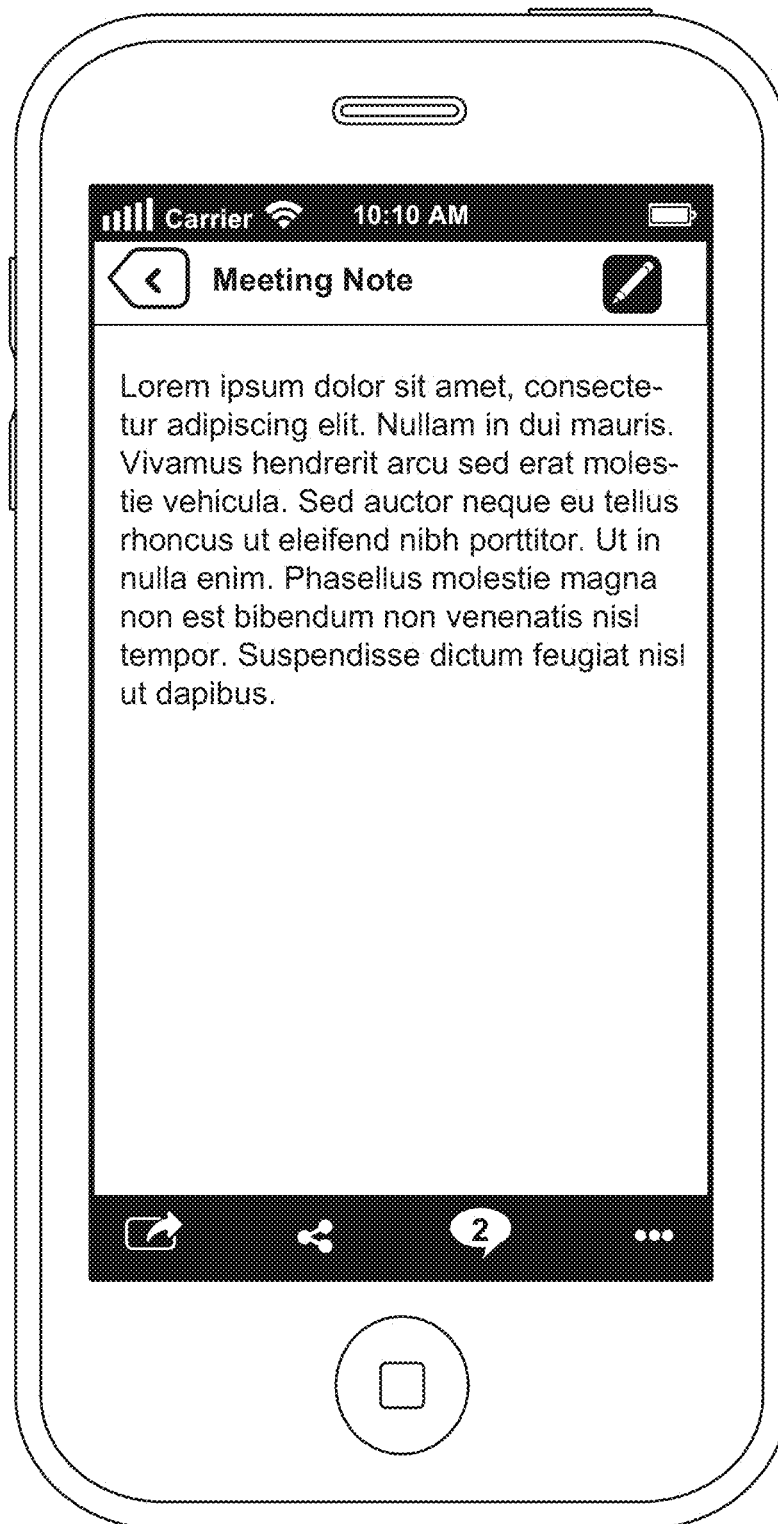 Carrier 10:10 AM
Meeting Note
Lorem ipsum dolor sit amet, consecte-
tur adipiscing elit. Nullam in dui mauris.
Vivamus hendrerit arcu sed erat moles-
tie vehicula. Sed auctor neque eu tellus
rhoncus ut eleifend nibh porttitor. Ut in
nulla enim. Phasellus molestie magna
non est bibendum non venenatis nisl
tempor. Suspendisse dictum feugiat nisl
ut dapibus.
2